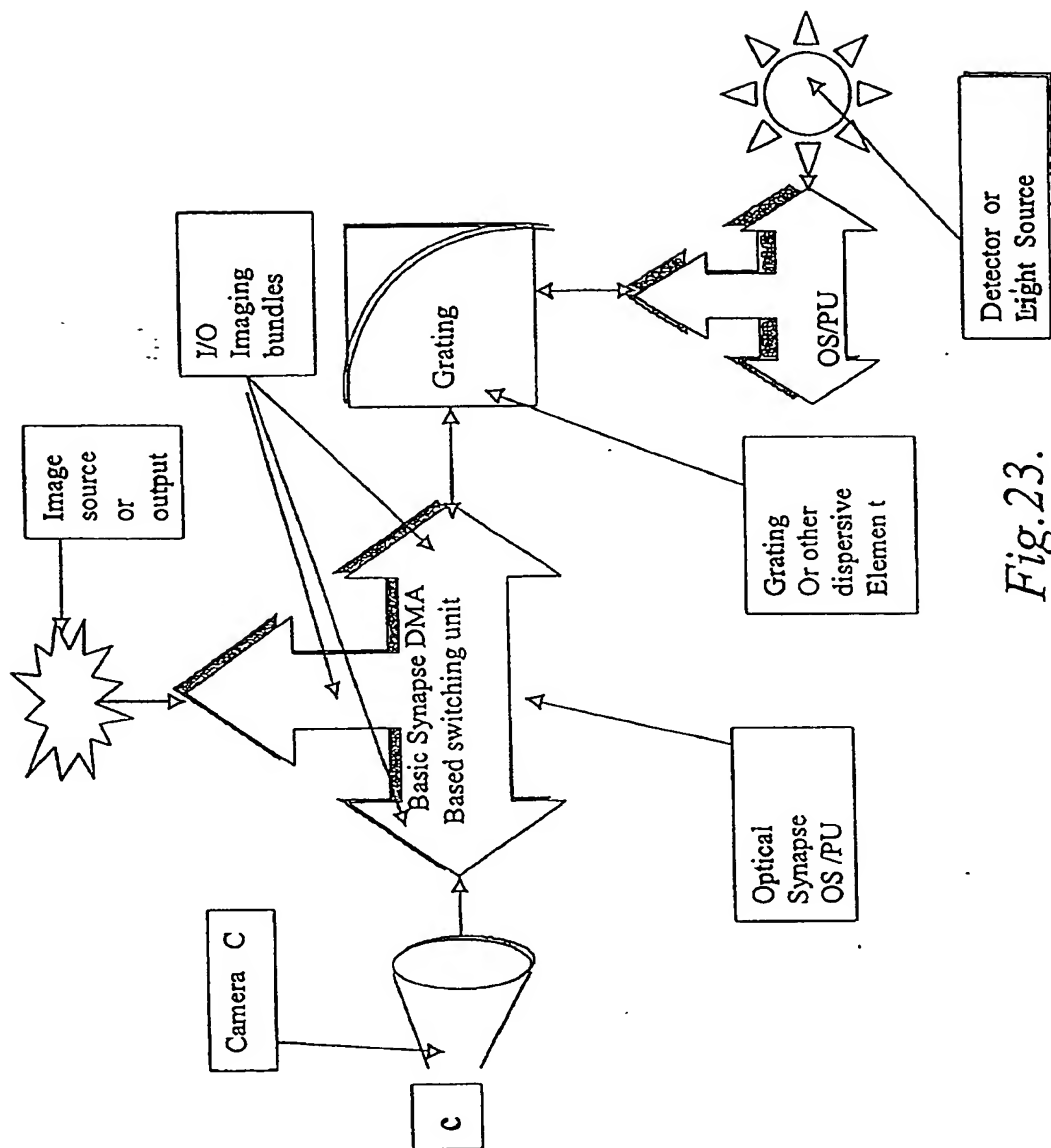 Image
source
or
output
I/O
Imaging
bundles
Camera C
C
Basic Synapse DMA
Based switching unit
Grating
OS/PU
Optical
Synapse
OS/PU
Grating
Or other
dispersive
Element
Detector or
Light Source
Fig.23.